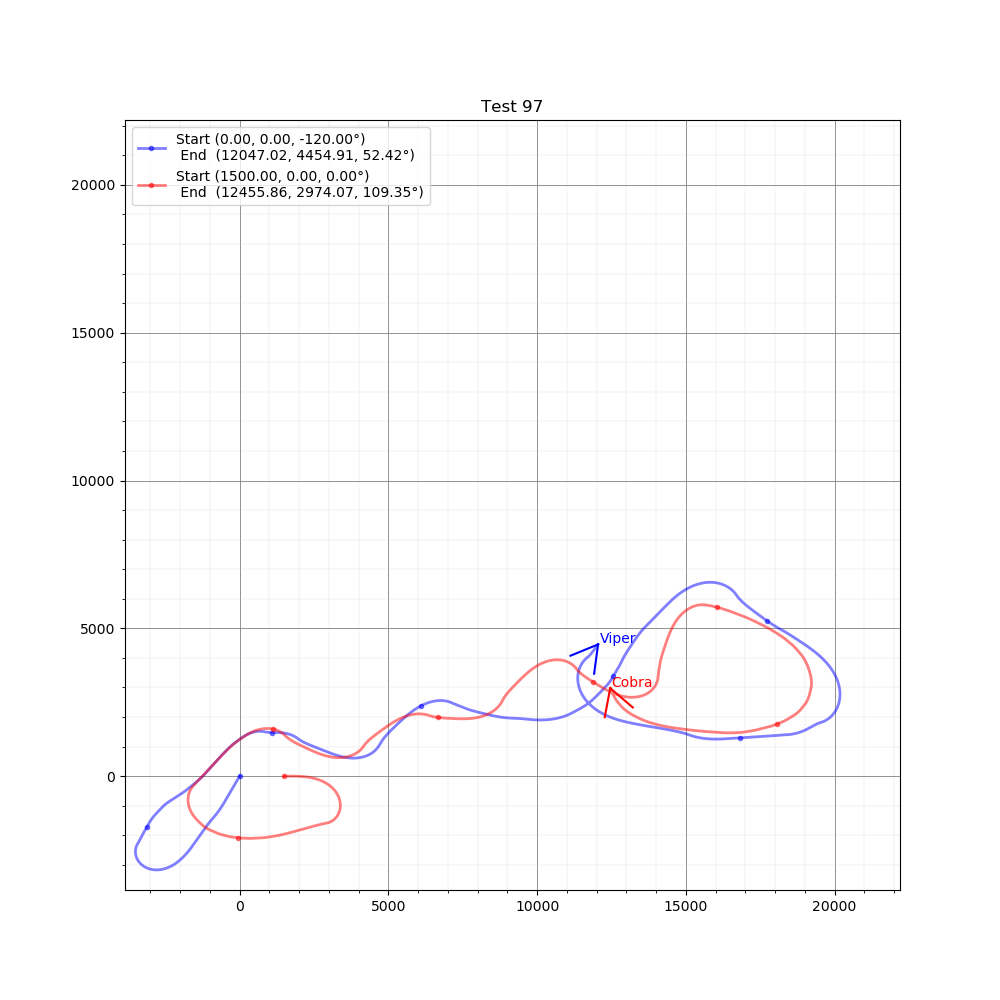 Test 97
Start (0.00, 0.00, -120.00°)
End  (12047.02, 4454.91, 52.42°)
Start (1500.00, 0.00, 0.00°)
End  (12455.86, 2974.07, 109.35°)
20000
15000
10000
5000
0
Viper
Cobra
0
5000
10000
15000
20000